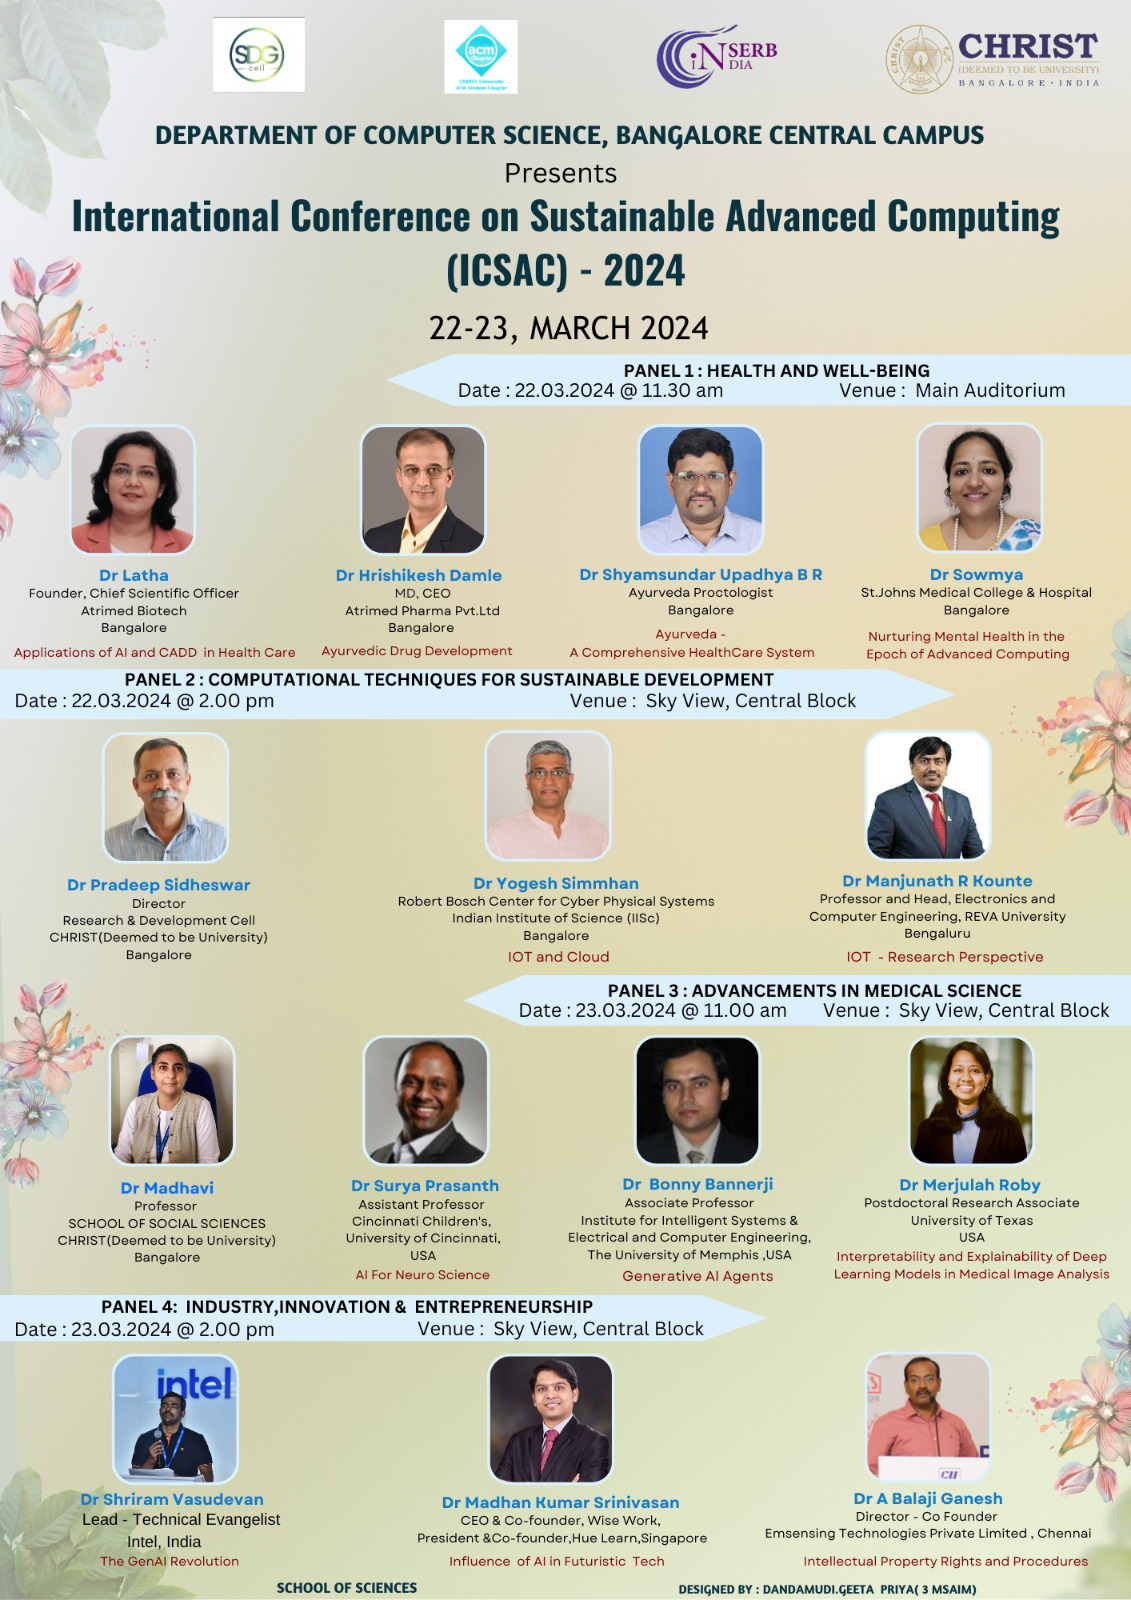 SDG
cell
acm
Chapter
CHRIST University
ACM Student Chapter
iNSERB
DIA
CHRIST
(DEEMED TO BE UNIVERSITY)
BANGALORE · INDIA
DEPARTMENT OF COMPUTER SCIENCE, BANGALORE CENTRAL CAMPUS
Presents
International Conference on Sustainable Advanced Computing
(ICSAC) - 2024
22-23, MARCH 2024
PANEL 1 : HEALTH AND WELL-BEING
Date : 22.03.2024 @ 11.30 am Venue : Main Auditorium
Dr Latha
Founder, Chief Scientific Officer
Atrimed Biotech
Bangalore
Applications of AI and CADD in Health Care
Dr Hrishikesh Damle
MD, CEO
Atrimed Pharma Pvt.Ltd
Bangalore
Ayurvedic Drug Development
Dr Shyamsundar Upadhya B R
Ayurveda Proctologist
Bangalore
Ayurveda -
A Comprehensive HealthCare System
Dr Sowmya
St.Johns Medical College & Hospital
Bangalore
Nurturing Mental Health in the
Epoch of Advanced Computing
PANEL 2 : COMPUTATIONAL TECHNIQUES FOR SUSTAINABLE DEVELOPMENT
Date : 22.03.2024 @ 2.00 pm Venue : Sky View, Central Block
Dr Pradeep Sidheswar
Director
Research & Development Cell
CHRIST(Deemed to be University)
Bangalore
Dr Yogesh Simmhan
Robert Bosch Center for Cyber Physical Systems
Indian Institute of Science (IISc)
Bangalore
IOT and Cloud
Dr Manjunath R Kounte
Professor and Head, Electronics and
Computer Engineering, REVA University
Bengaluru
IOT - Research Perspective
PANEL 3 : ADVANCEMENTS IN MEDICAL SCIENCE
Date : 23.03.2024 @ 11.00 am Venue : Sky View, Central Block
Dr Madhavi
Professor
SCHOOL OF SOCIAL SCIENCES
CHRIST(Deemed to be University)
Bangalore
Dr Surya Prasanth
Assistant Professor
Cincinnati Children's,
University of Cincinnati,
USA
AI For Neuro Science
Dr Bonny Bannerji
Associate Professor
Institute for Intelligent Systems &
Electrical and Computer Engineering,
The University of Memphis ,USA
Generative AI Agents
Dr Merjulah Roby
Postdoctoral Research Associate
University of Texas
USA
Interpretability and Explainability of Deep
Learning Models in Medical Image Analysis
PANEL 4: INDUSTRY,INNOVATION & ENTREPRENEURSHIP
Date : 23.03.2024 @ 2.00 pm Venue : Sky View, Central Block
intel
Dr Shriram Vasudevan
Lead - Technical Evangelist
Intel, India
The GenAI Revolution
Dr Madhan Kumar Srinivasan
CEO & Co-founder, Wise Work,
President &Co-founder,Hue Learn,Singapore
Influence of AI in Futuristic Tech
CII
Dr A Balaji Ganesh
Director - Co Founder
Emsensing Technologies Private Limited , Chennai
Intellectual Property Rights and Procedures
SCHOOL OF SCIENCES
DESIGNED BY : DANDAMUDI.GEETA PRIYA( 3 MSAIM)